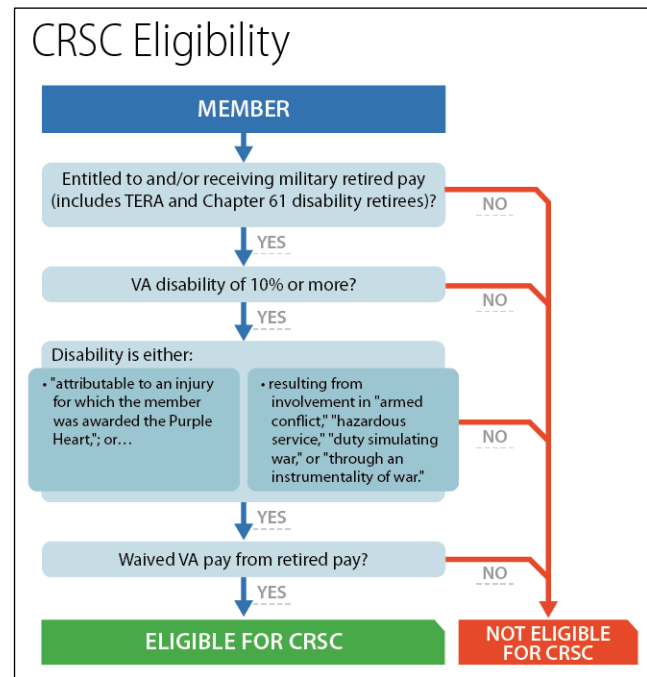 CRSC Eligibility
MEMBER
Entitled to and/or receiving military retired pay
(includes TERA and Chapter 61 disability retirees)?
NO
YES
VA disability of 10% or more?
NO
YES
Disability is either:
• "attributable to an injury
for which the member
was awarded the Purple
Heart,"; or...
• resulting from
involvement in "armed
conflict," "hazardous
service," "duty simulating
war," or "through an
instrumentality of war."
NO
YES
Waived VA pay from retired pay?
NO
YES
ELIGIBLE FOR CRSC
NOT ELIGIBLE
FOR CRSC